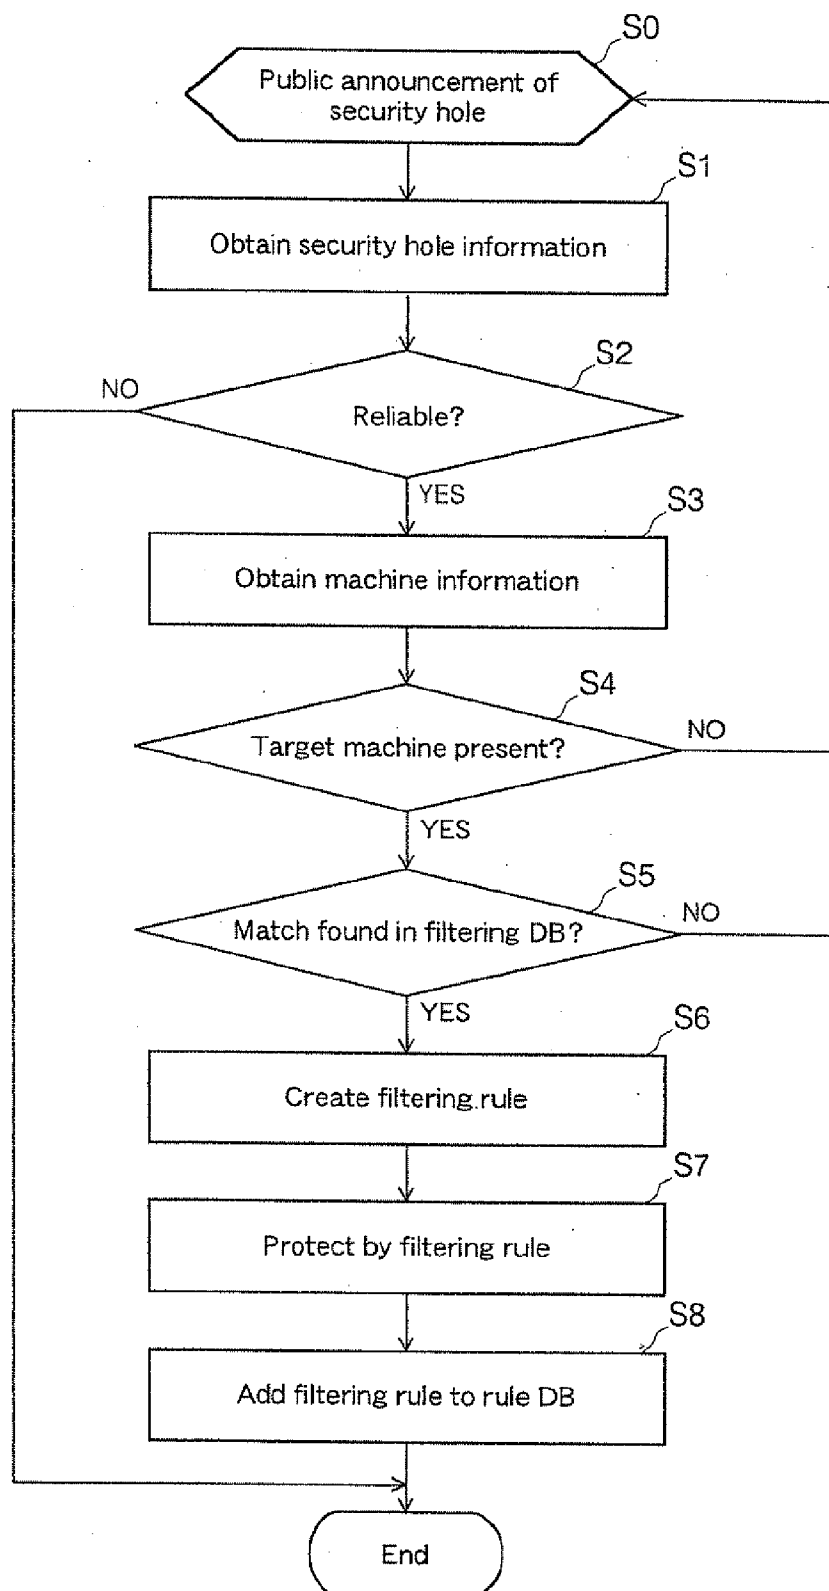 S0
Public announcement of
security hole
S1
Obtain security hole information
S2
NO
Reliable?
YES
S3
Obtain machine information
S4
NO
Target machine present?
YES
S5
NO
Match found in filtering DB?
YES
S6
Create filtering rule
S7
Protect by filtering rule
S8
Add filtering rule to rule DB
End